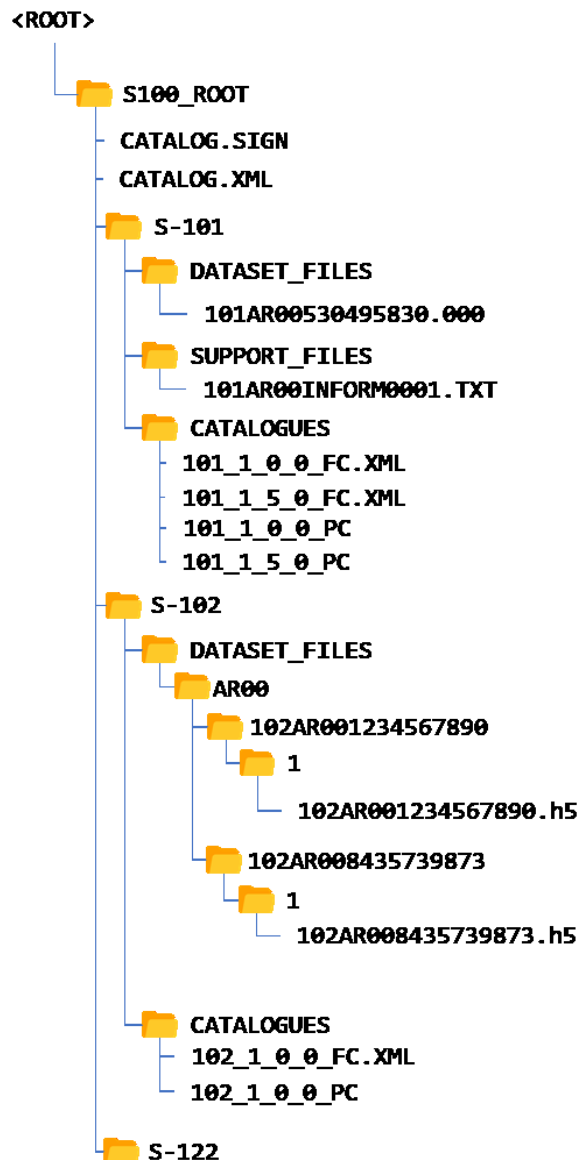 <ROOT>
S100_ROOT
CATALOG.SIGN
CATALOG.XML
S-101
DATASET_FILES
101AR00530495830.000
SUPPORT_FILES
101AR00INFORM0001.TXT
CATALOGUES
101_1_0_0_FC.XML
101_1_5_0_FC.XML
101_1_0_0_PC
101_1_5_0_PC
S-102
DATASET_FILES
AR00
102AR001234567890
1
102AR001234567890.h5
102AR008435739873
1
102AR008435739873.h5
CATALOGUES
102_1_0_0_FC.XML
102_1_0_0_PC
S-122